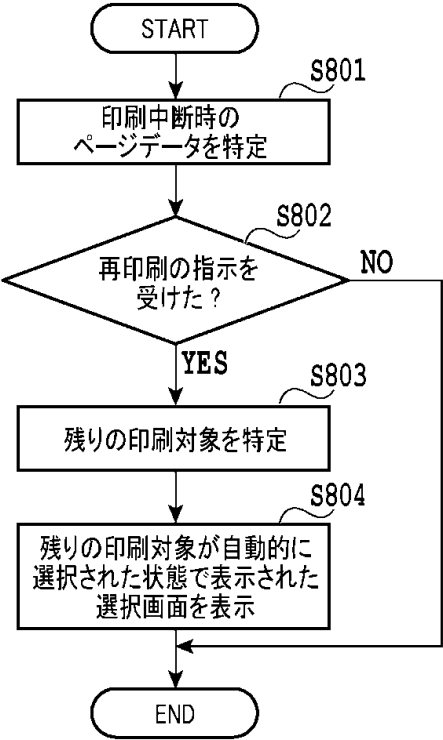 START
S801
印刷中断時の
ページデータを特定
S802
再印刷の指示を
受けた？
NO
YES
S803
残りの印刷対象を特定
S804
残りの印刷対象が自動的に
選択された状態で表示された
選択画面を表示
END